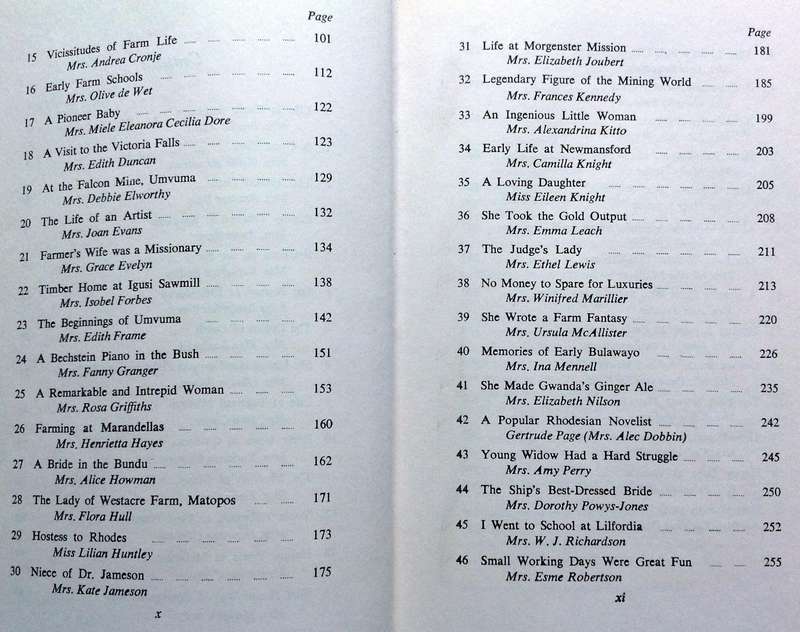 Page
15 Vicissitudes of Farm Life ..... ..... ..... ..... ..... 101
Mrs. Andrea Cronje
16 Early Farm Schools ..... ..... ..... ..... ..... 112
Mrs. Olive de Wet
17 A Pioneer Baby ..... ..... ..... ..... ..... 122
Mrs. Miele Eleanora Cecilia Dore
18 A Visit to the Victoria Falls ..... ..... ..... ..... 123
Mrs. Edith Duncan
19 At the Falcon Mine, Umvuma ..... ..... ..... ..... 129
Mrs. Debbie Elworthy
20 The Life of an Artist ..... ..... ..... ..... ..... 132
Mrs. Joan Evans
21 Farmer's Wife was a Missionary ..... ..... ..... ..... 134
Mrs. Grace Evelyn
22 Timber Home at Igusi Sawmill ..... ..... ..... ..... 138
Mrs. Isobel Forbes
23 The Beginnings of Umvuma ..... ..... ..... ..... 142
Mrs. Edith Frame
24 A Bechstein Piano in the Bush ..... ..... ..... ..... 151
Mrs. Fanny Granger
25 A Remarkable and Intrepid Woman ..... ..... ..... 153
Mrs. Rosa Griffiths
26 Farming at Marandellas ..... ..... ..... ..... 160
Mrs. Henrietta Hayes
27 A Bride in the Bundu ..... ..... ..... ..... ..... 162
Mrs. Alice Howman
28 The Lady of Westacre Farm, Matopos ..... ..... 171
Mrs. Flora Hull
29 Hostess to Rhodes ..... ..... ..... ..... ..... 173
Miss Lilian Huntley
30 Niece of Dr. Jameson ..... ..... ..... ..... ..... 175
Mrs. Kate Jameson
x
Page
31 Life at Morgenster Mission ..... ..... ..... ..... 181
Mrs. Elizabeth Joubert
32 Legendary Figure of the Mining World ..... ..... 185
Mrs. Frances Kennedy
33 An Ingenious Little Woman ..... ..... ..... ..... 199
Mrs. Alexandrina Kitto
34 Early Life at Newmansford ..... ..... ..... ..... 203
Mrs. Camilla Knight
35 A Loving Daughter ..... ..... ..... ..... ..... 205
Miss Eileen Knight
36 She Took the Gold Output ..... ..... ..... ..... 208
Mrs. Emma Leach
37 The Judge's Lady ..... ..... ..... ..... ..... 211
Mrs. Ethel Lewis
38 No Money to Spare for Luxuries ..... ..... ..... 213
Mrs. Winifred Marillier
39 She Wrote a Farm Fantasy ..... ..... ..... ..... 220
Mrs. Ursula McAllister
40 Memories of Early Bulawayo ..... ..... ..... ..... 226
Mrs. Ina Mennell
41 She Made Gwanda's Ginger Ale ..... ..... ..... 235
Mrs. Elizabeth Nilson
42 A Popular Rhodesian Novelist ..... ..... ..... ..... 242
Gertrude Page (Mrs. Alec Dobbin)
43 Young Widow Had a Hard Struggle ..... ..... ..... 245
Mrs. Amy Perry
44 The Ship's Best-Dressed Bride ..... ..... ..... ..... 250
Mrs. Dorothy Powys-Jones
45 I Went to School at Lilfordia ..... ..... ..... ..... 252
Mrs. W. J. Richardson
46 Small Working Days Were Great Fun ..... ..... 255
Mrs. Esme Robertson
xi